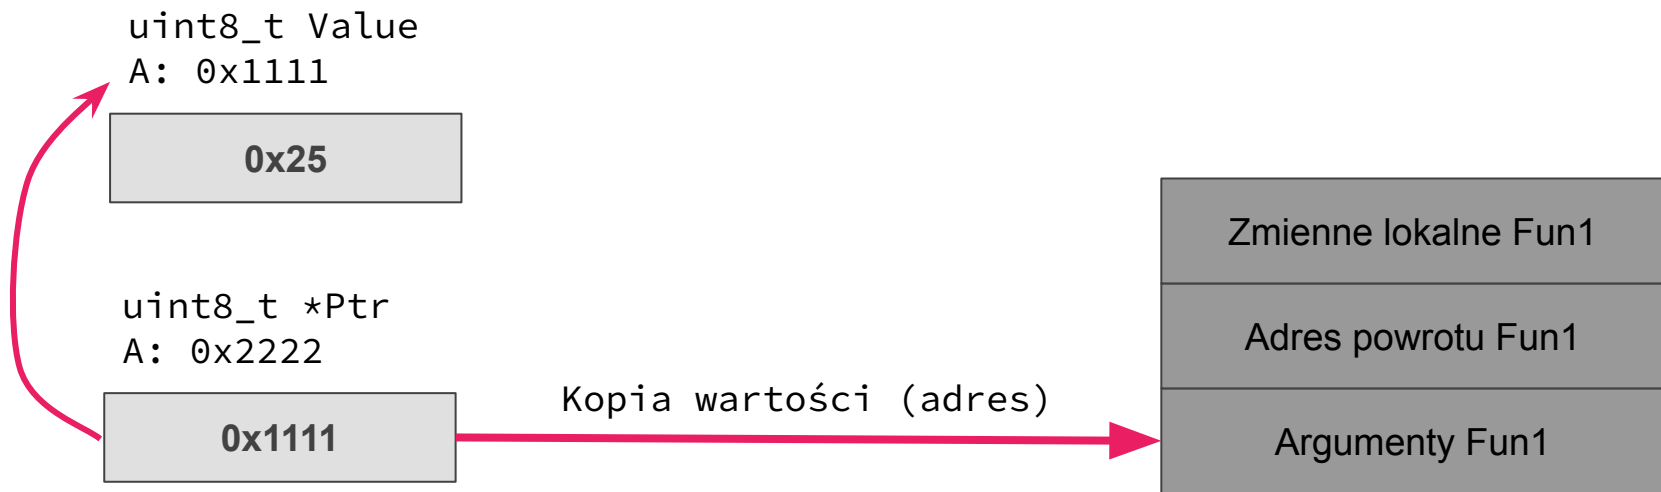 uint8_t Value
A: 0x1111
0x25
uint8_t *Ptr
A: 0x2222
0x1111
Kopia wartości (adres)
Zmienne lokalne Fun1
Adres powrotu Fun1
Argumenty Fun1